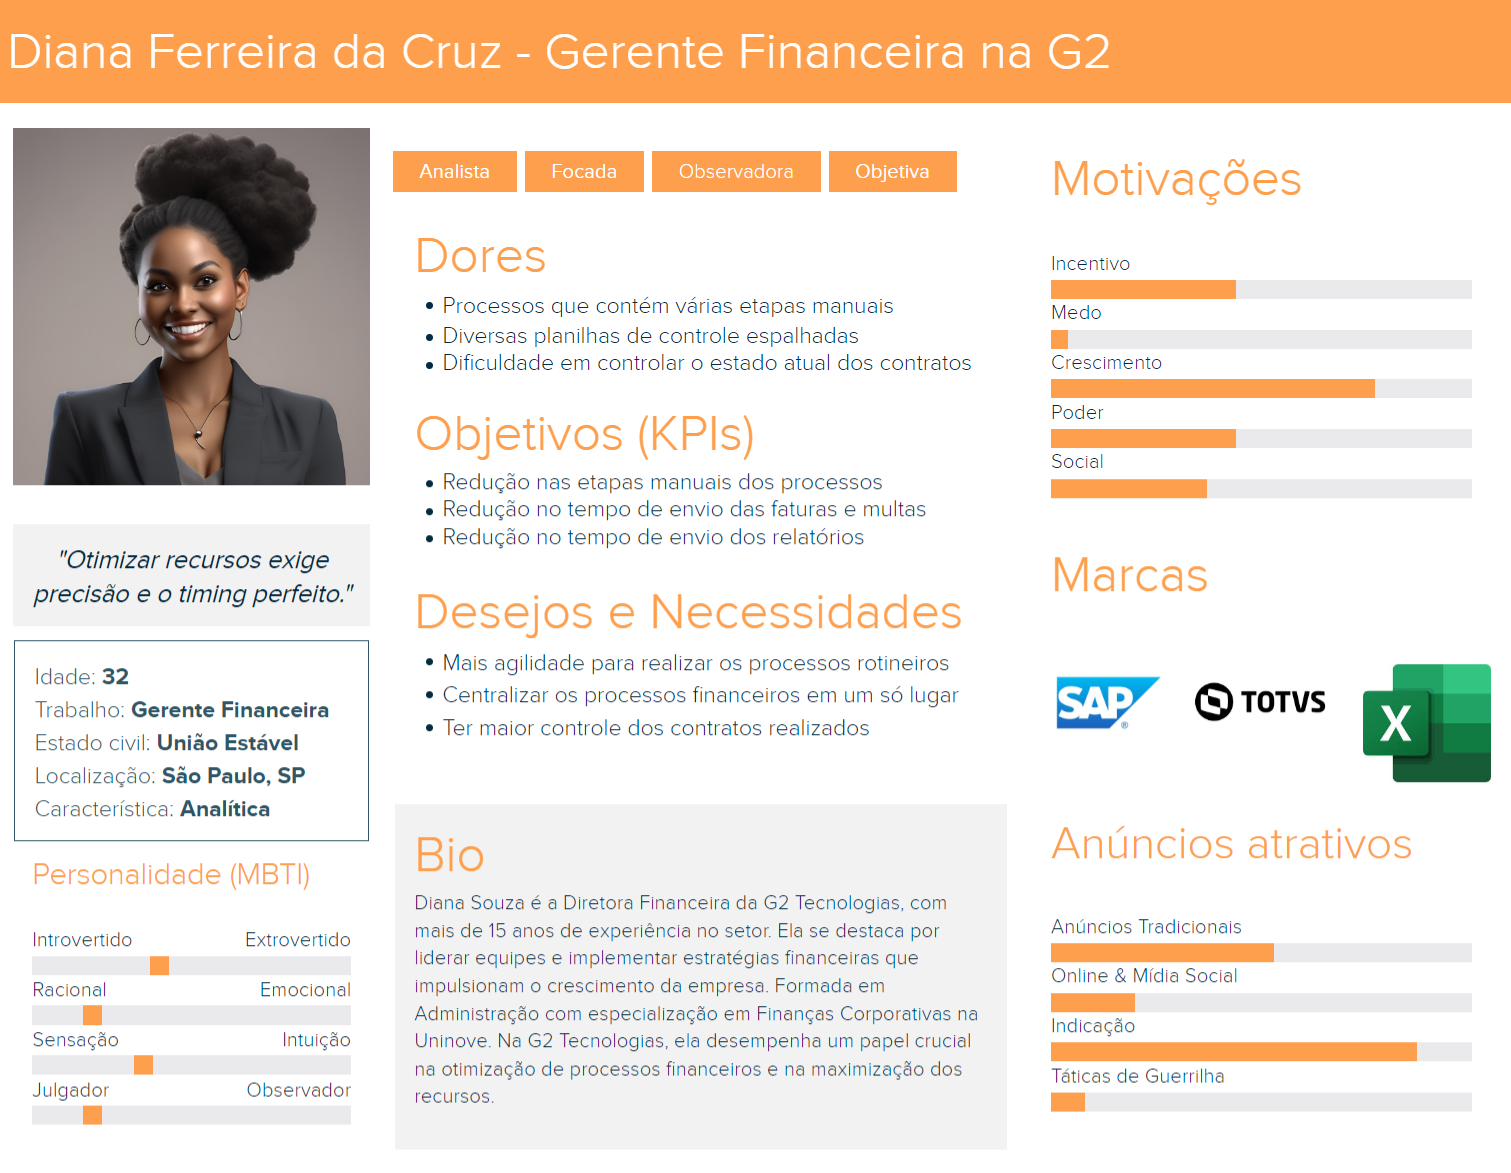 Diana Ferreira da Cruz - Gerente Financeira na G2
"Otimizar recursos exige
precisão e o timing perfeito."
Idade: 32
Trabalho: Gerente Financeira
Estado civil: União Estável
Localização: São Paulo, SP
Característica: Analítica
Personalidade (MBTI)
Introvertido Extrovertido
Racional Emocional
Sensação Intuição
Julgador Observador
Analista Focada Observadora Objetiva
Dores
• Processos que contém várias etapas manuais
• Diversas planilhas de controle espalhadas
• Dificuldade em controlar o estado atual dos contratos
Objetivos (KPIs)
• Redução nas etapas manuais dos processos
• Redução no tempo de envio das faturas e multas
• Redução no tempo de envio dos relatórios
Desejos e Necessidades
• Mais agilidade para realizar os processos rotineiros
• Centralizar os processos financeiros em um só lugar
• Ter maior controle dos contratos realizados
Bio
Diana Souza é a Diretora Financeira da G2 Tecnologias, com
mais de 15 anos de experiência no setor. Ela se destaca por
liderar equipes e implementar estratégias financeiras que
impulsionam o crescimento da empresa. Formada em
Administração com especialização em Finanças Corporativas na
Uninove. Na G2 Tecnologias, ela desempenha um papel crucial
na otimização de processos financeiros e na maximização dos
recursos.
Motivações
Incentivo
Medo
Crescimento
Poder
Social
Marcas
SAP ® TOTVS X
Anúncios atrativos
Anúncios Tradicionais
Online & Mídia Social
Indicação
Táticas de Guerrilha